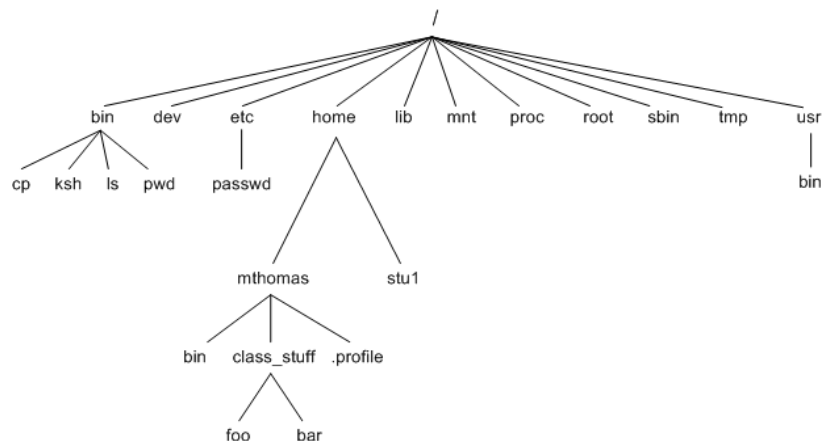 /
bin dev etc home lib mnt proc root sbin tmp usr
cp ksh ls pwd passwd bin
mthomas stu1
bin class_stuff .profile
foo bar